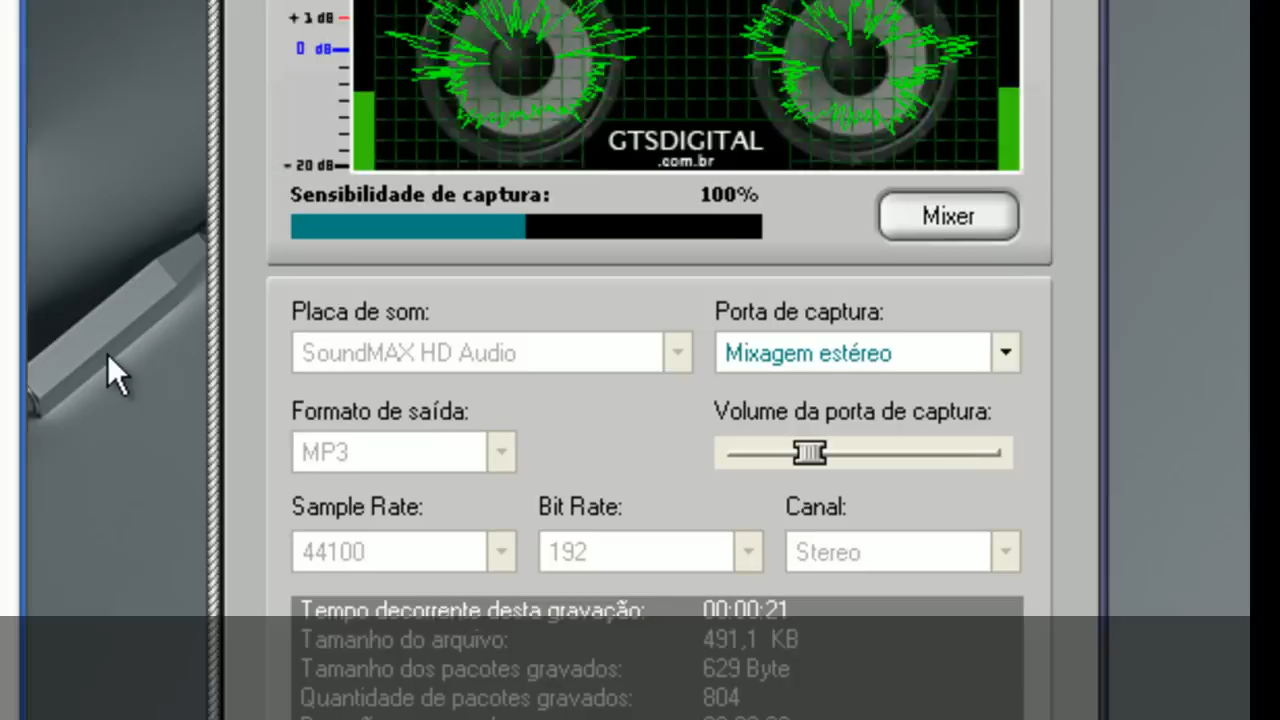 + 1 dB
0 dB
GTSDIGITAL
.com.br
- 20 dB
Sensibilidade de captura: 100%
Mixer
Placa de som: Porta de captura:
SoundMAX HD Audio Mixagem estéreo
Formato de saída: Volume da porta de captura:
MP3
Sample Rate: Bit Rate: Canal:
44100 192 Stereo
Tempo decorrente desta gravação: 00:00:21
Tamanho do arquivo: 491,1 KB
Tamanho dos pacotes gravados: 629 Byte
Quantidade de pacotes gravados: 804